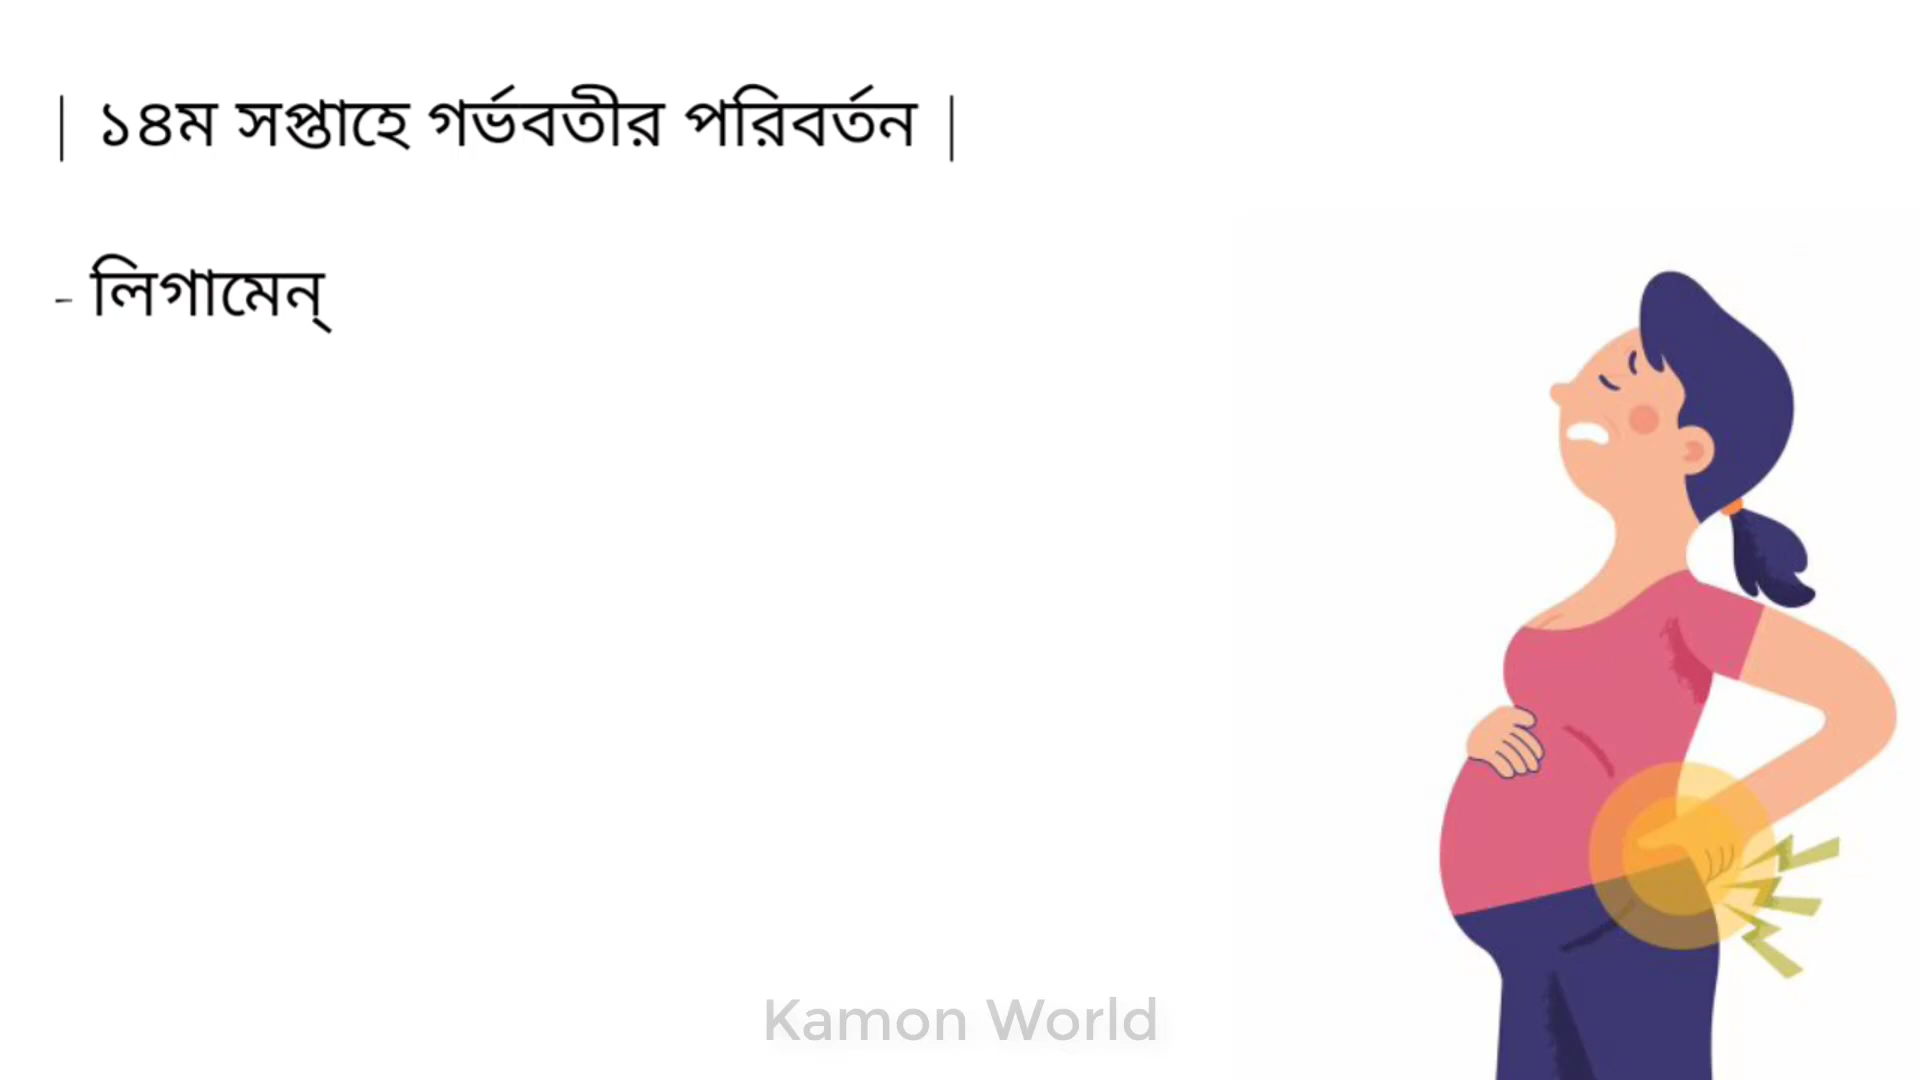 | ১৪ম সপ্তাহে গর্ভবতীর পরিবর্তন |
- লিগামেন্
Kamon World